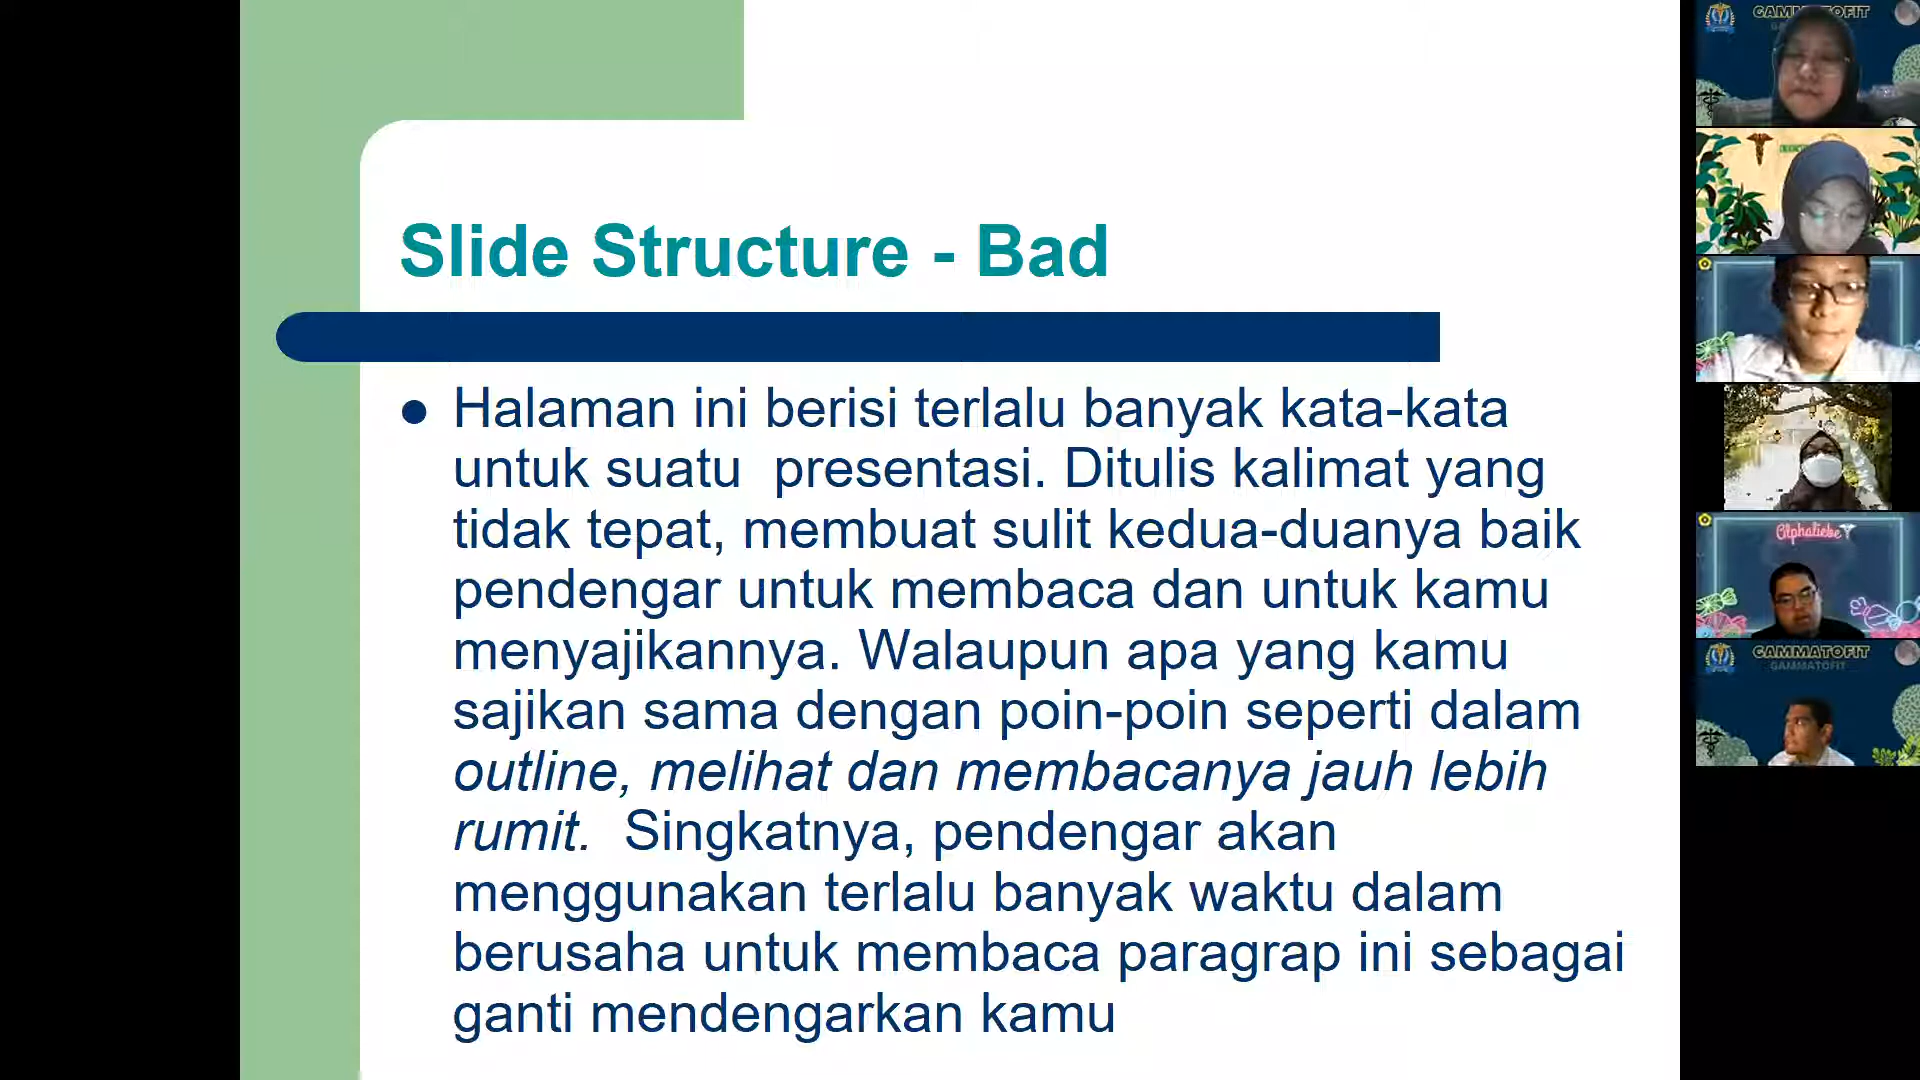 Slide Structure - Bad
Halaman ini berisi terlalu banyak kata-kata
untuk suatu presentasi. Ditulis kalimat yang
tidak tepat, membuat sulit kedua-duanya baik
pendengar untuk membaca dan untuk kamu
menyajikannya. Walaupun apa yang kamu
sajikan sama dengan poin-poin seperti dalam
outline, melihat dan membacanya jauh lebih
rumit. Singkatnya, pendengar akan
menggunakan terlalu banyak waktu dalam
berusaha untuk membaca paragrap ini sebagai
ganti mendengarkan kamu
GAMMATOFIT
GAMMATOFIT